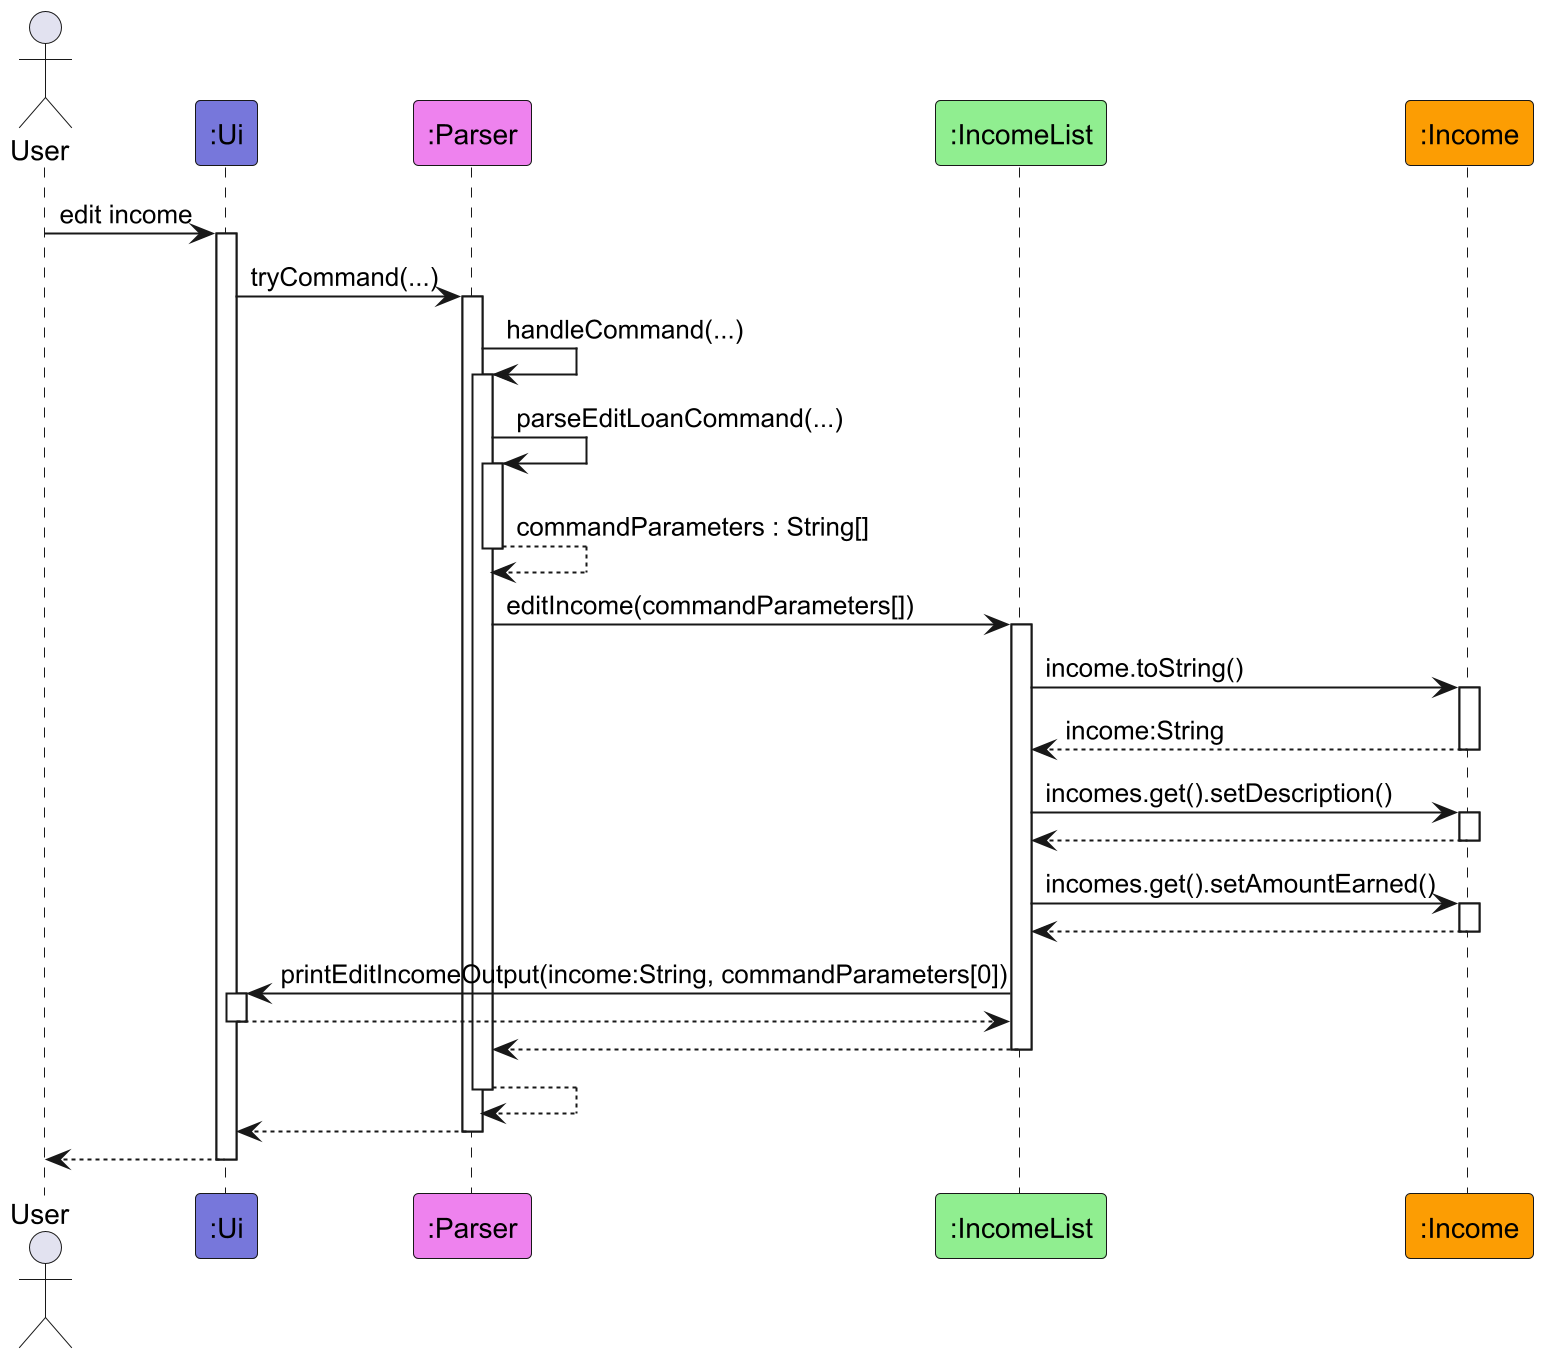 User
:Ui
:Parser
:IncomeList
:Income
edit income
tryCommand(...)
handleCommand(...)
parseEditLoanCommand(...)
commandParameters : String[]
editIncome(commandParameters[])
income.toString()
income:String
incomes.get().setDescription()
incomes.get().setAmountEarned()
printEditIncomeOutput(income:String, commandParameters[0])
User
:Ui
:Parser
:IncomeList
:Income